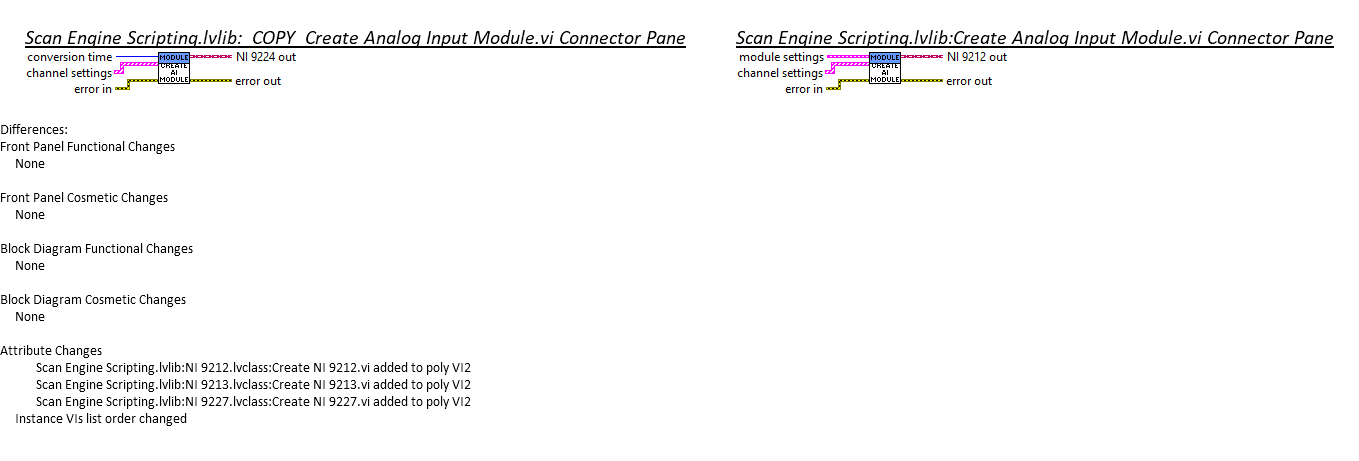 Scan Engine Scripting.lvlib:_COPY_Create Analog Input Module.vi Connector Pane
conversion time
channel settings
error in
MODULE
CREATE
AI
MODULE
NI 9224 out
error out
Scan Engine Scripting.lvlib:Create Analog Input Module.vi Connector Pane
module settings
channel settings
error in
MODULE
CREATE
AI
MODULE
NI 9212 out
error out
Differences:
Front Panel Functional Changes
None
Front Panel Cosmetic Changes
None
Block Diagram Functional Changes
None
Block Diagram Cosmetic Changes
None
Attribute Changes
Scan Engine Scripting.lvlib:NI 9212.lvclass:Create NI 9212.vi added to poly VI2
Scan Engine Scripting.lvlib:NI 9213.lvclass:Create NI 9213.vi added to poly VI2
Scan Engine Scripting.lvlib:NI 9227.lvclass:Create NI 9227.vi added to poly VI2
Instance VIs list order changed